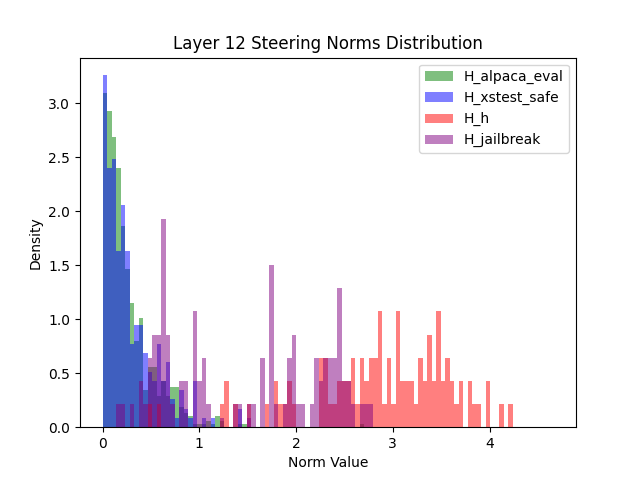 Layer 12 Steering Norms Distribution
H_alpaca_eval
H_xstest_safe
H_h
H_jailbreak
3.0
2.5
2.0
1.5
1.0
0.5
0.0
Density
0 1 2 3 4
Norm Value